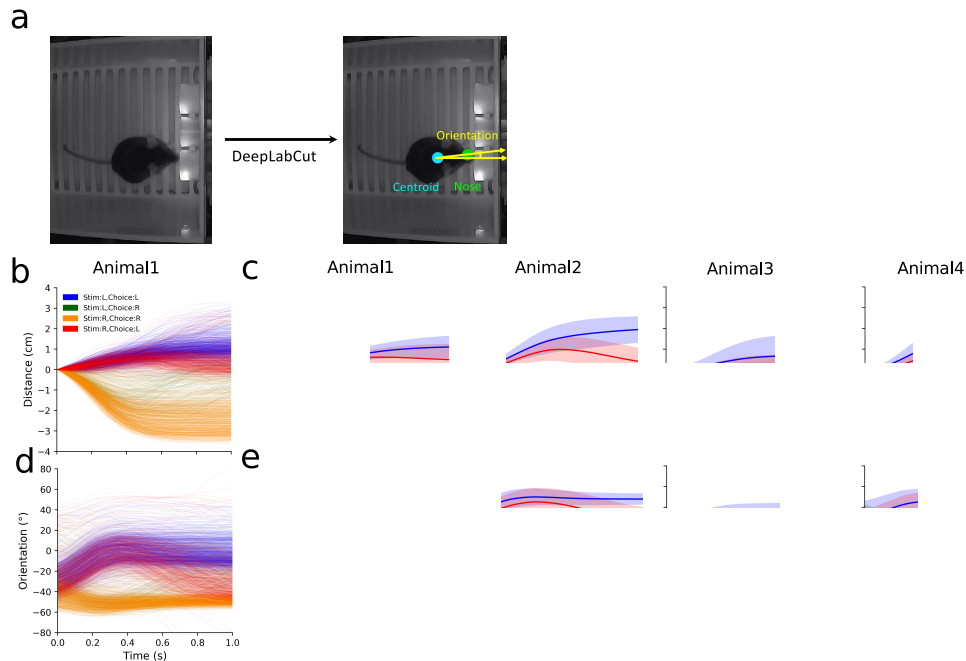 a
DeepLabCut
Orientation
Centroid
Nose
b
Animal1
c
Animal1
Animal2
Animal3
Animal4
Distance (cm)
4
3
2
1
0
−1
−2
−3
−4
Stim:L,Choice:L
Stim:L,Choice:R
Stim:R,Choice:R
Stim:R,Choice:L
d
e
Orientation (°)
80
60
40
20
0
−20
−40
−60
−80
0.0 0.2 0.4 0.6 0.8 1.0
Time (s)